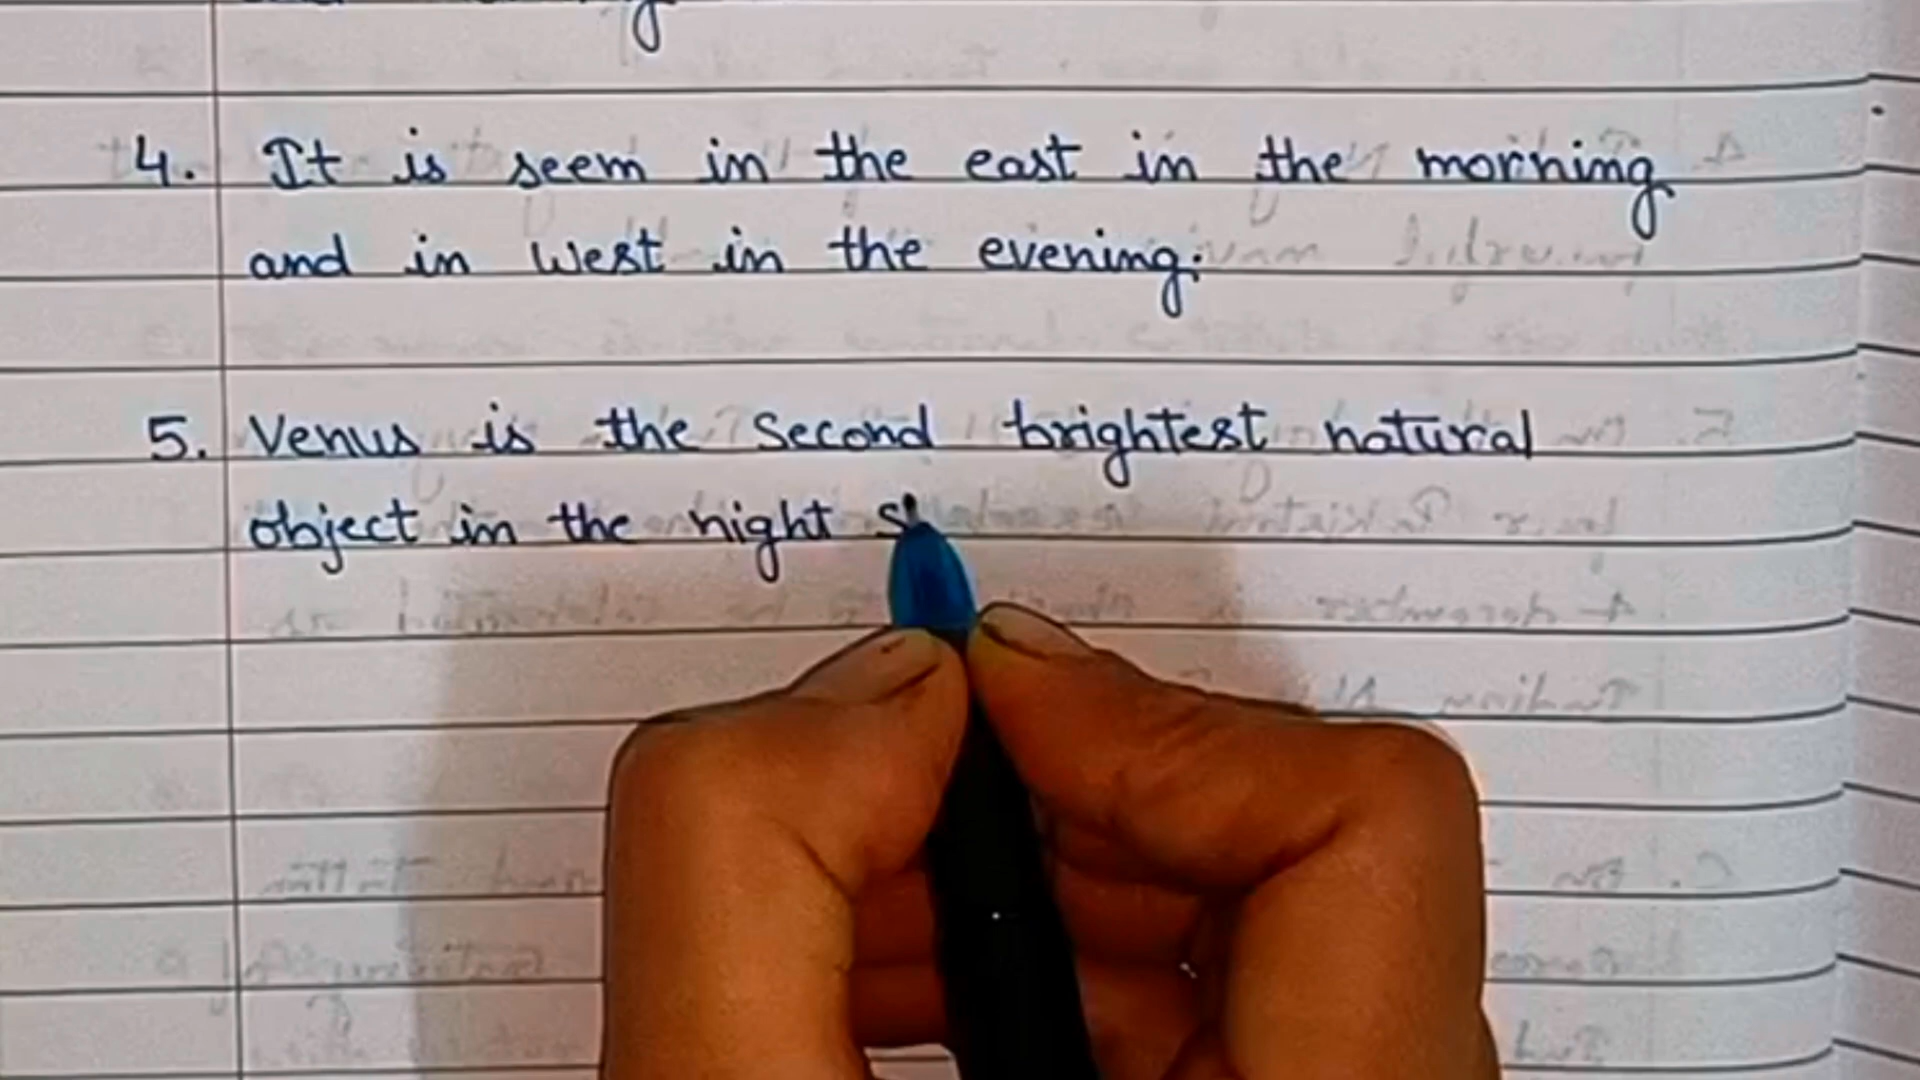 4. It is seem in the east in the morning
and in West in the evening.
5. Venus is the Second brightest natural
object in the night s